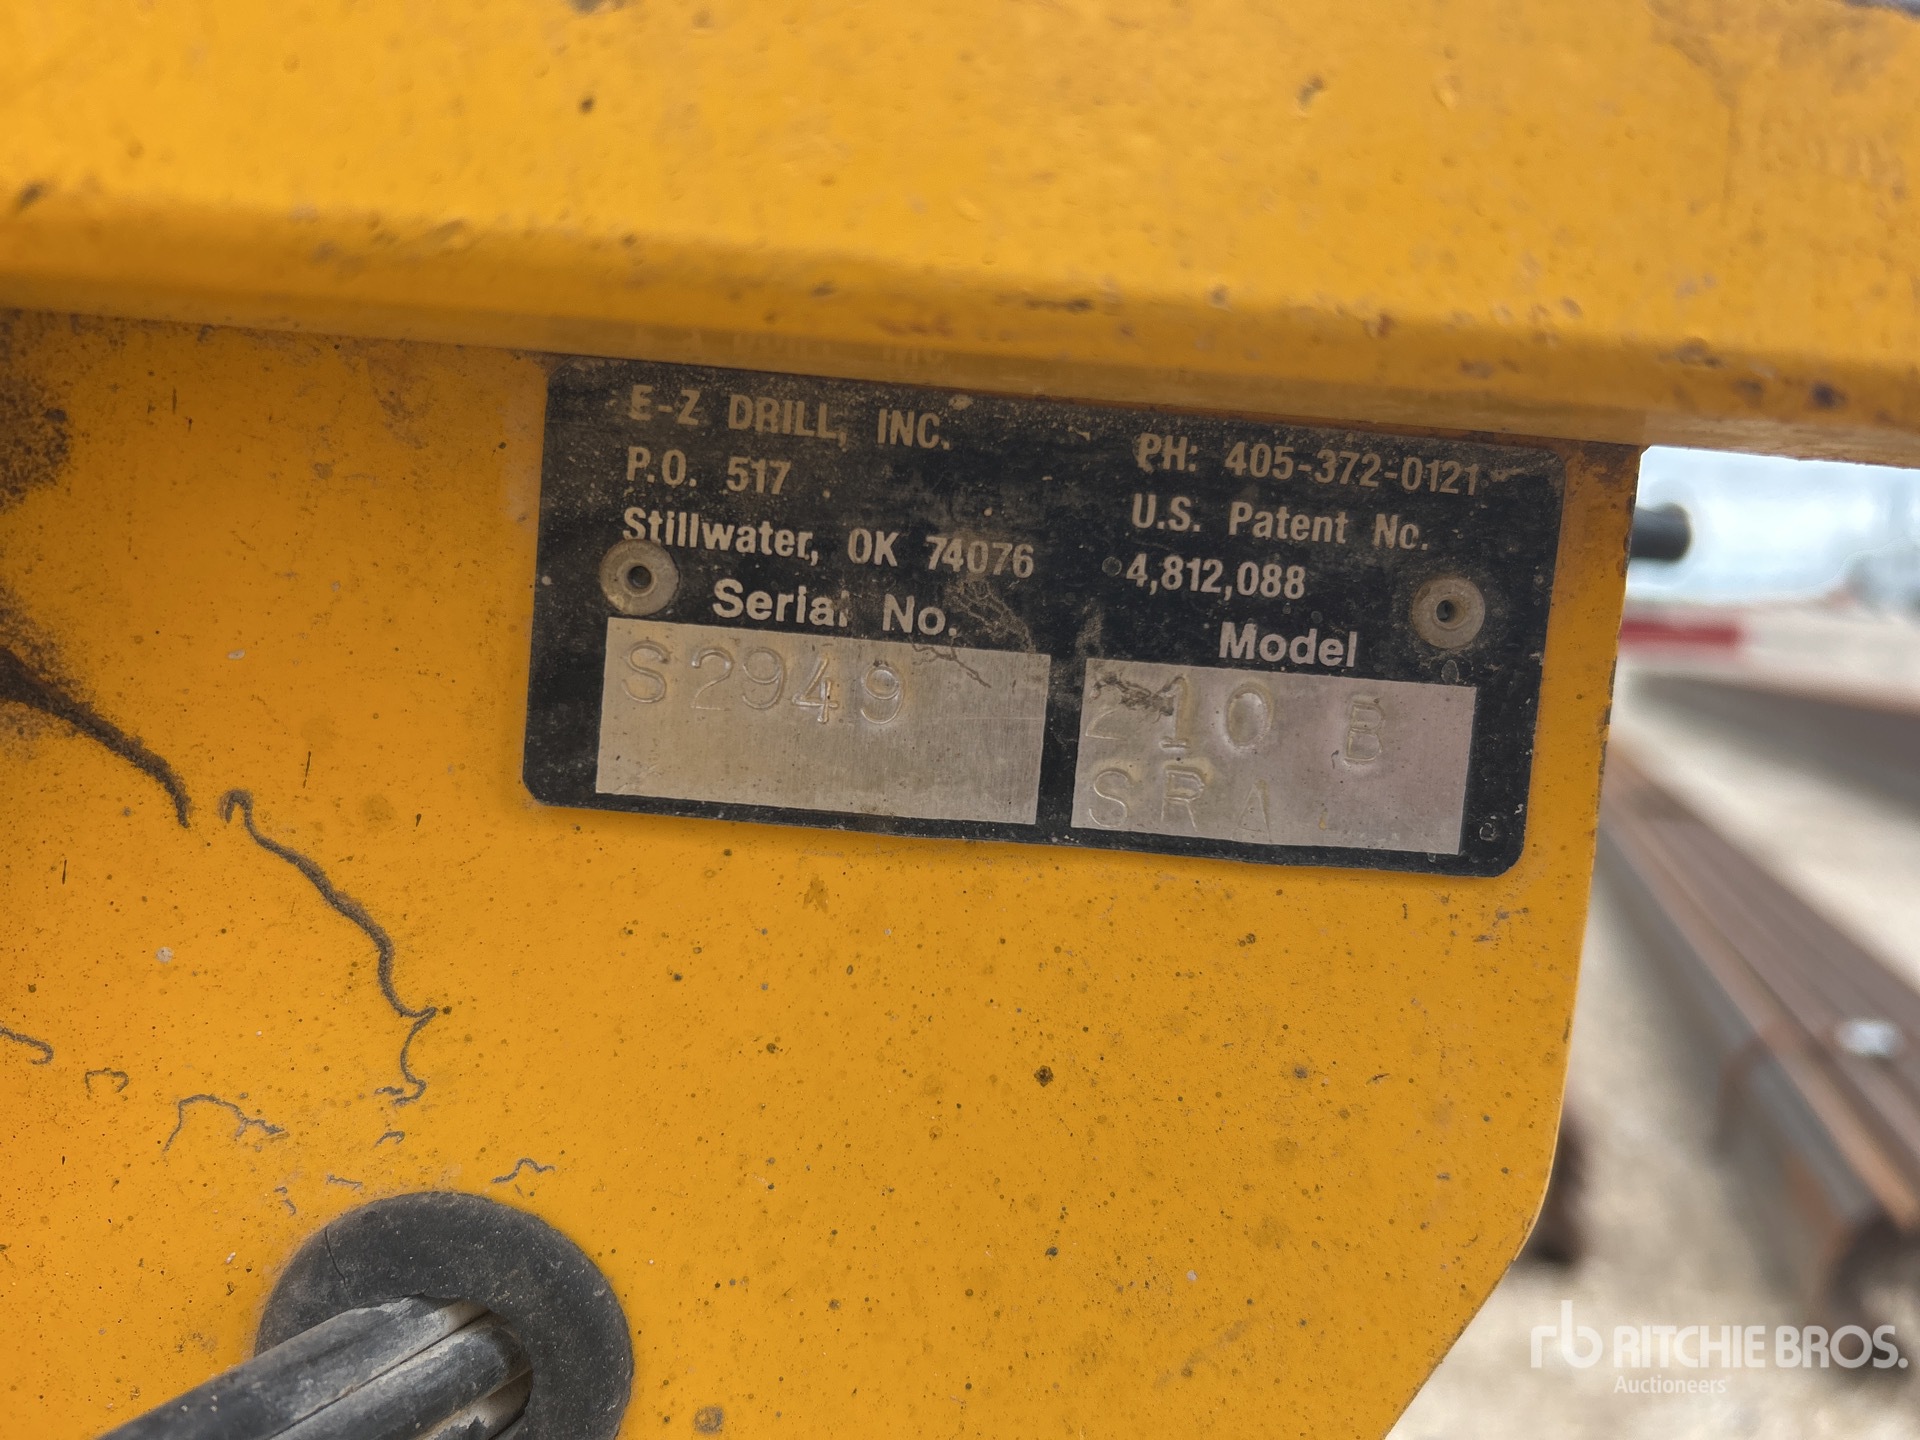 E-Z DRILL, INC.
P.O. 517
Stillwater, OK 74076
PH: 405-372-0121
U.S. Patent No.
4,812,088
Serial No.
S2949
Model
210 B
SRA
rb RITCHIE BROS.
Auctioneers